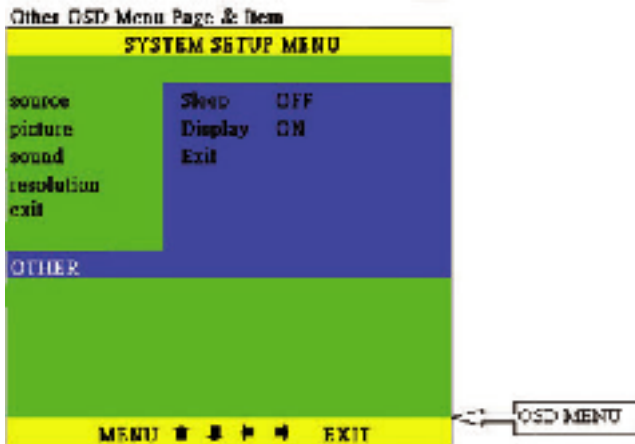 Other OSD Menu Page & Item
SYSTEM SETUP MENU
source Sleep OFF
picture Display ON
sound Exit
resolution
exit
OTHER
MENU EXIT
OSD MENU